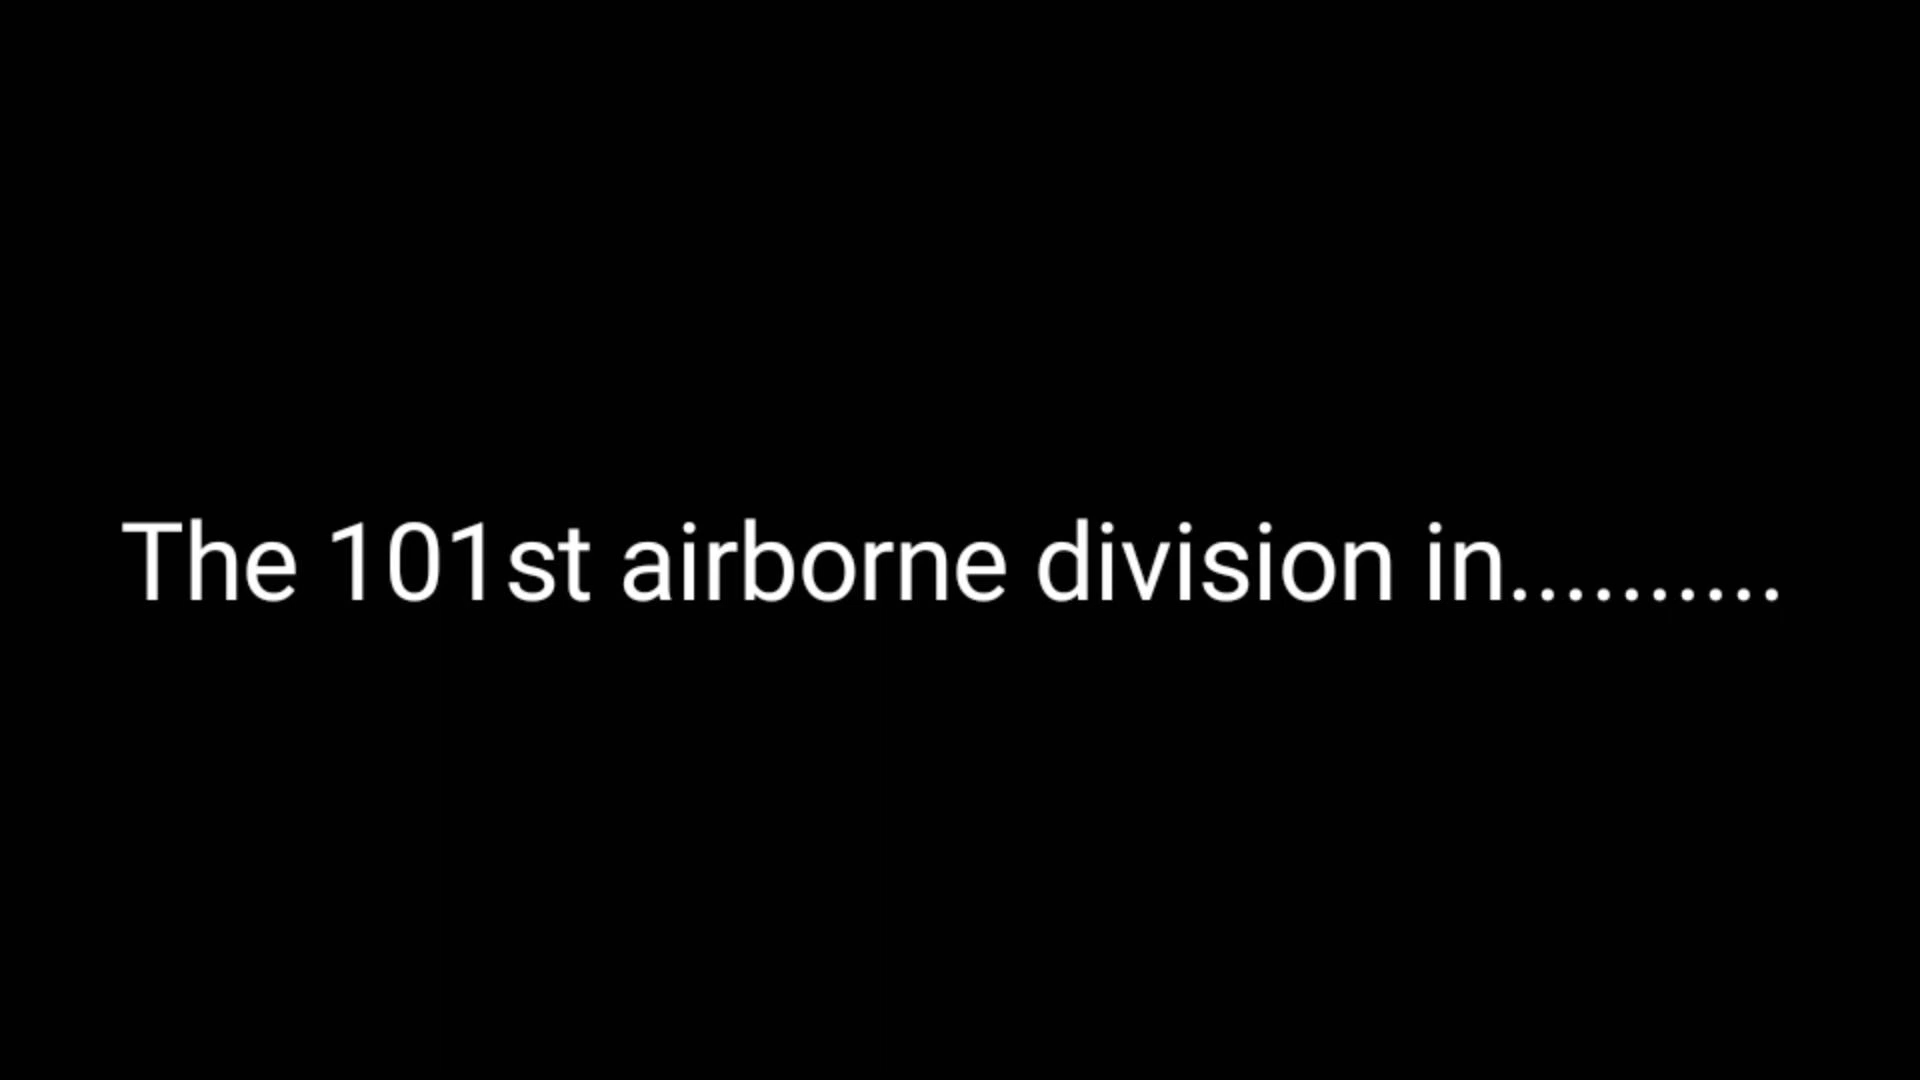 The 101st airborne division in..........